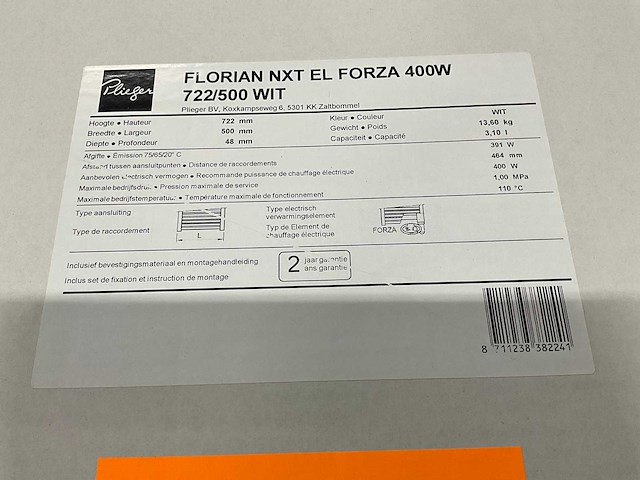 Plieger
FLORIAN NXT EL FORZA 400W
722/500 WIT
Plieger BV, Koxkampseweg 6, 5301 KK Zaltbommel
Hoogte • Hauteur 722 mm
Breedte • Largeur 500 mm
Diepte • Profondeur 48 mm
Kleur • Couleur WIT
Gewicht • Poids 13,60 kg
Capaciteit • Capacité 3,10 l
Afgifte • Émission 75/65/20° C 391 W
Afstand tussen aansluitpunten • Distance de raccordements 464 mm
Aanbevolen electrisch vermogen • Recommande puissance de chauffage électrique 400 W
Maximale bedrijfsdruk • Pression maximale de service 1,00 MPa
Maximale bedrijfstemperatuur • Température maximale de fonctionnement 110 °C
Type aansluiting
Type de raccordement
L
Type electrisch
verwarmingselement
Typ de Element de
chauffage électrique
FORZA
Inclusief bevestigingsmateriaal en montagehandleiding
Inclus set de fixation et instruction de montage
2 jaar garantie
ans garantie
8 711238 382241